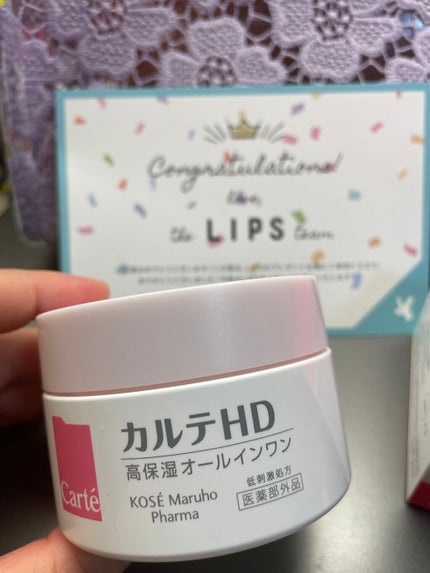 Congratulations!
the LIPS team
カルテHD
高保湿オールインワン
低刺激処方
医薬部外品
Carté
KOSÉ Maruho
Pharma